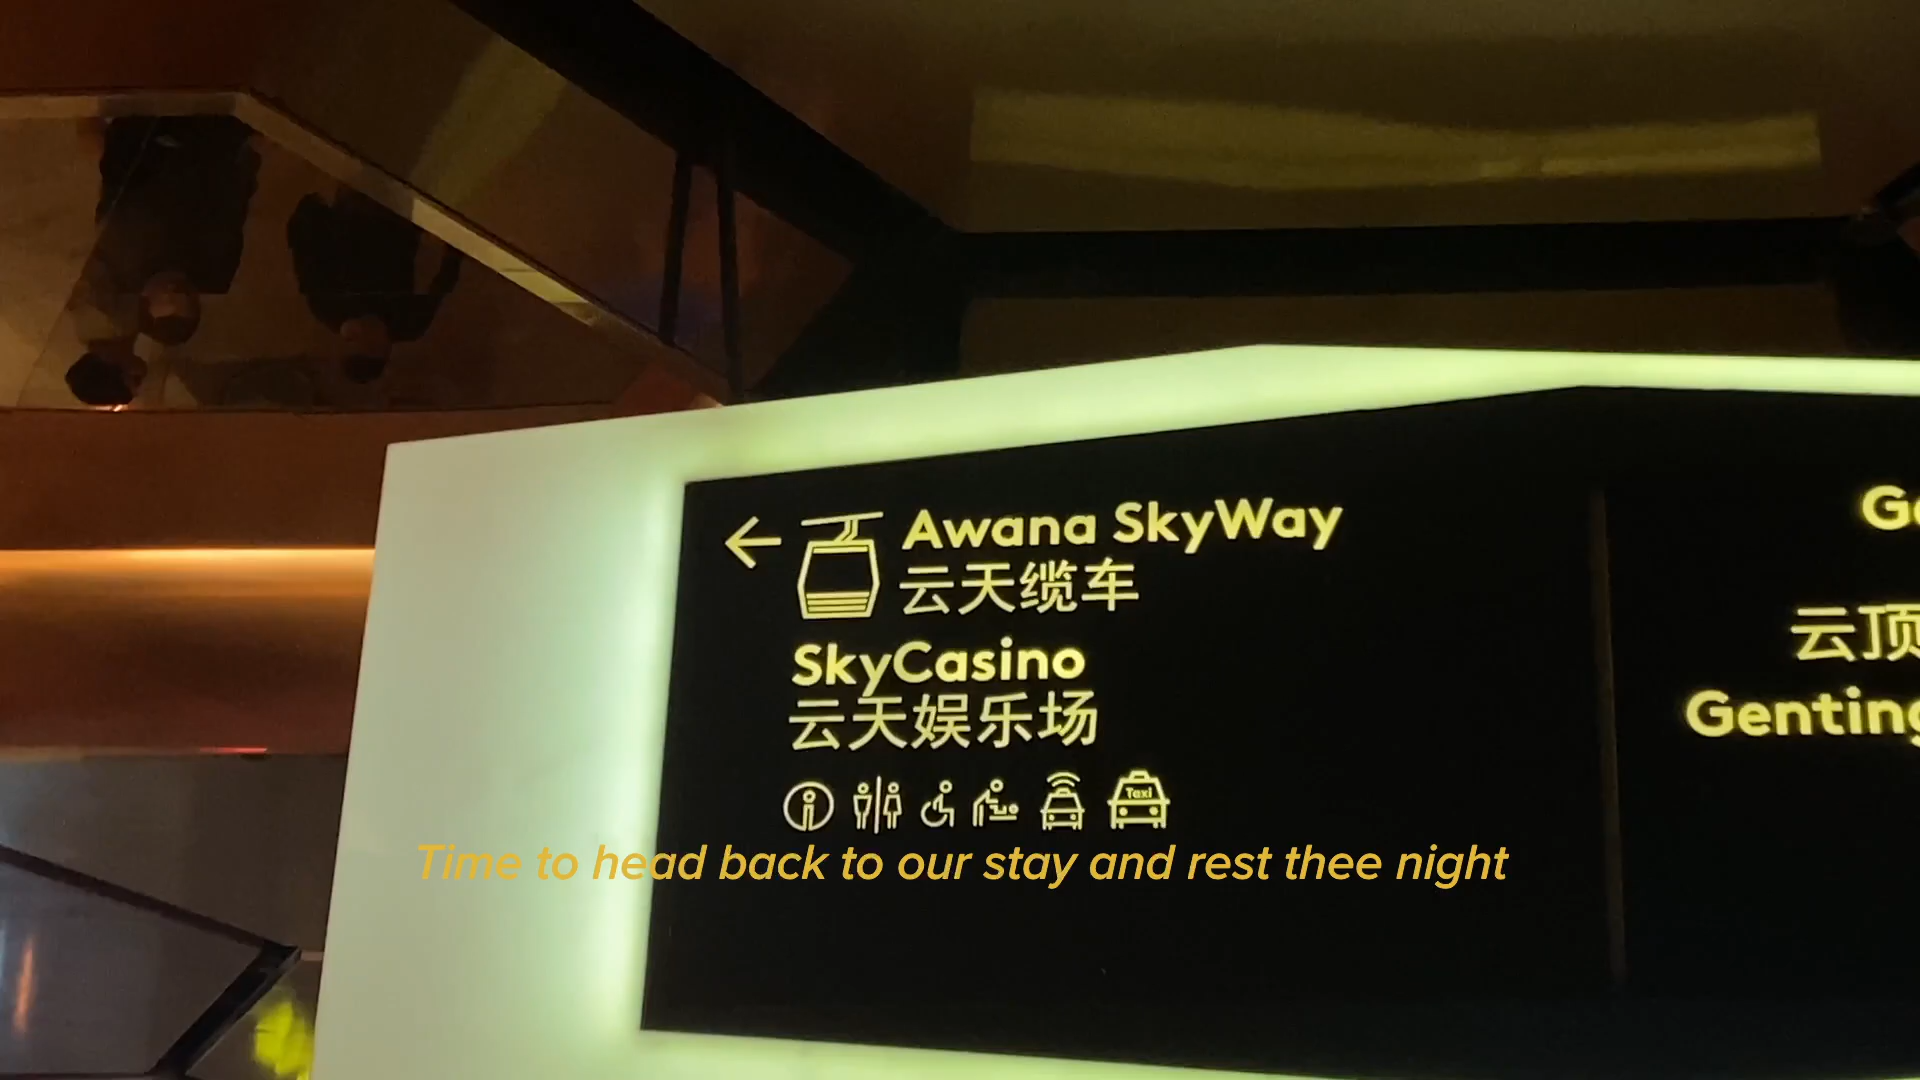 Awana SkyWay
云天缆车
SkyCasino
云天娱乐场
Taxi
云顶
Time to head back to our stay and rest thee night